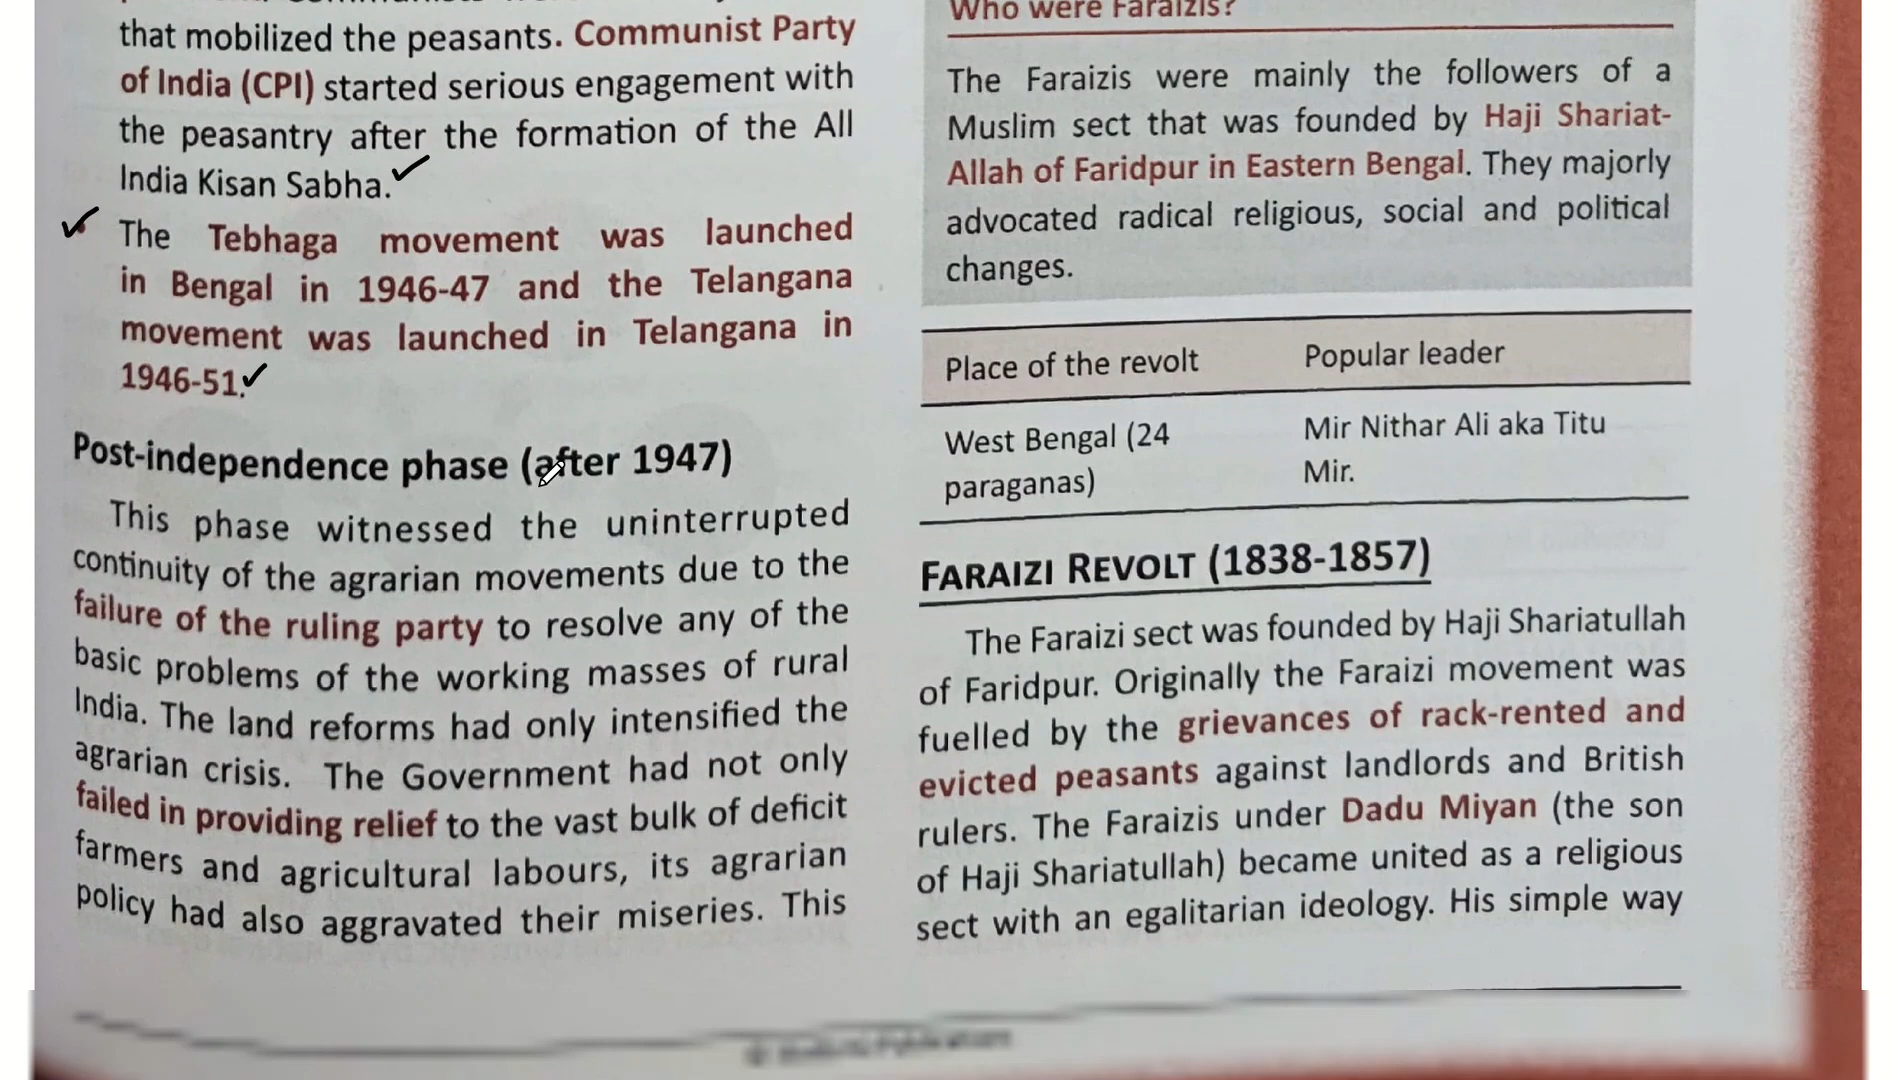 that mobilized the peasants. Communist Party
of India (CPI) started serious engagement with
the peasantry after the formation of the All
India Kisan Sabha.
The Tebhaga movement was launched
in Bengal in 1946-47 and the Telangana
movement was launched in Telangana in
1946-51.
Post-independence phase (after 1947)
This phase witnessed the uninterrupted
continuity of the agrarian movements due to the
failure of the ruling party to resolve any of the
basic problems of the working masses of rural
India. The land reforms had only intensified the
agrarian crisis. The Government had not only
failed in providing relief to the vast bulk of deficit
farmers and agricultural labours, its agrarian
policy had also aggravated their miseries. This
Who were Faraizis?
The Faraizis were mainly the followers of a
Muslim sect that was founded by Haji Shariat-
Allah of Faridpur in Eastern Bengal. They majorly
advocated radical religious, social and political
changes.
Place of the revolt Popular leader
West Bengal (24 Mir Nithar Ali aka Titu
paraganas) Mir.
FARAIZI REVOLT (1838-1857)
The Faraizi sect was founded by Haji Shariatullah
of Faridpur. Originally the Faraizi movement was
fuelled by the grievances of rack-rented and
evicted peasants against landlords and British
rulers. The Faraizis under Dadu Miyan (the son
of Haji Shariatullah) became united as a religious
sect with an egalitarian ideology. His simple way